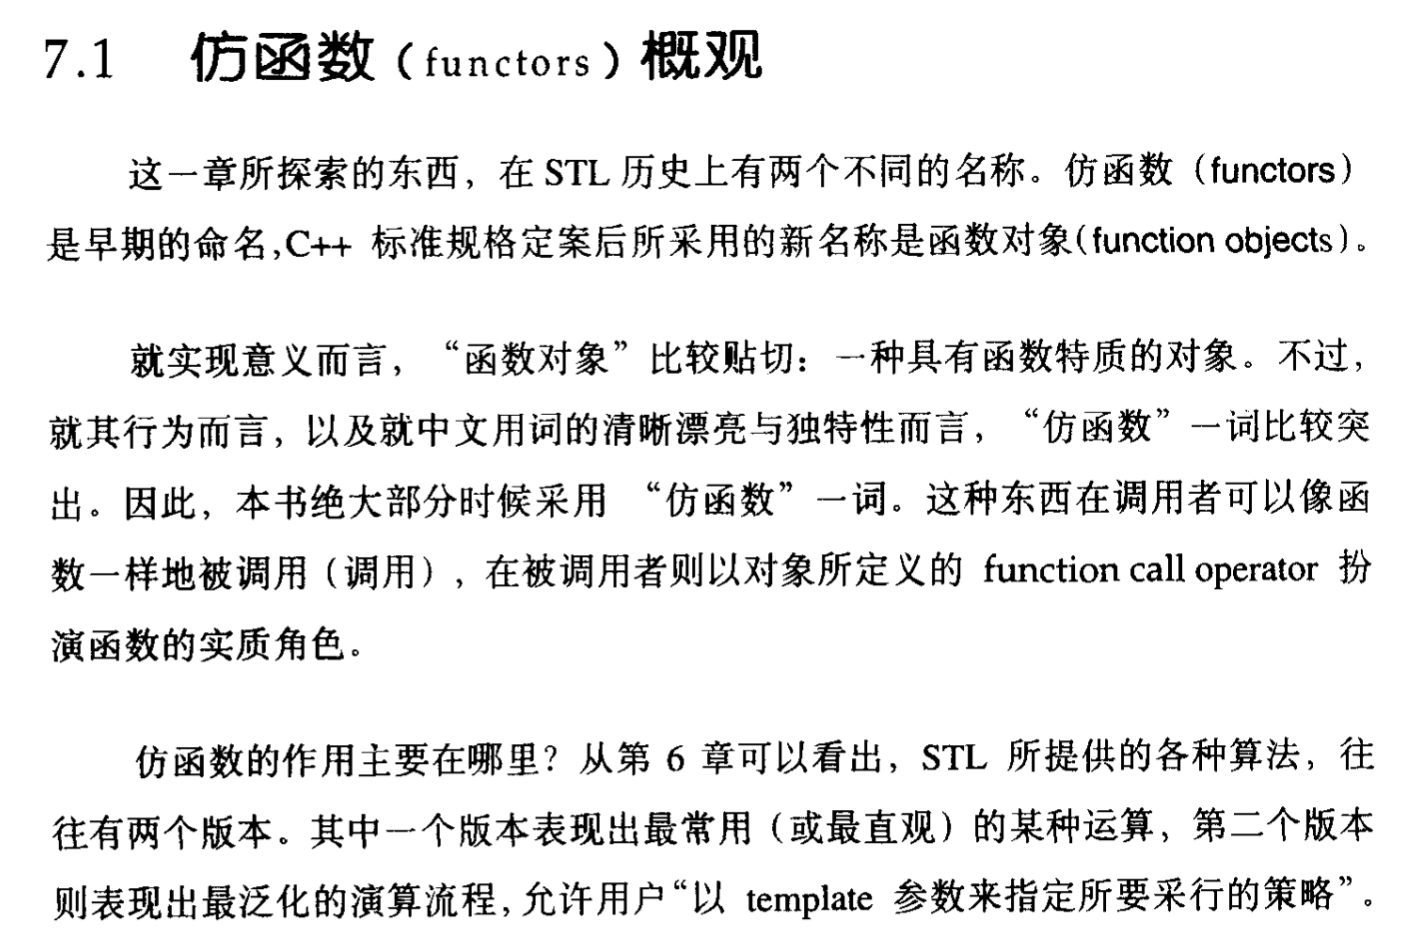 7.1 仿函数（functors）概观
这一章所探索的东西，在 STL 历史上有两个不同的名称。仿函数（functors）
是早期的命名,C++ 标准规格定案后所采用的新名称是函数对象(function objects)。
就实现意义而言，“函数对象”比较贴切：一种具有函数特质的对象。不过，
就其行为而言，以及就中文用词的清晰漂亮与独特性而言，“仿函数”一词比较突
出。因此，本书绝大部分时候采用 “仿函数”一词。这种东西在调用者可以像函
数一样地被调用（调用），在被调用者则以对象所定义的 function call operator 扮
演函数的实质角色。
仿函数的作用主要在哪里？从第 6 章可以看出，STL 所提供的各种算法，往
往有两个版本。其中一个版本表现出最常用（或最直观）的某种运算，第二个版本
则表现出最泛化的演算流程,允许用户“以 template 参数来指定所要采行的策略”。